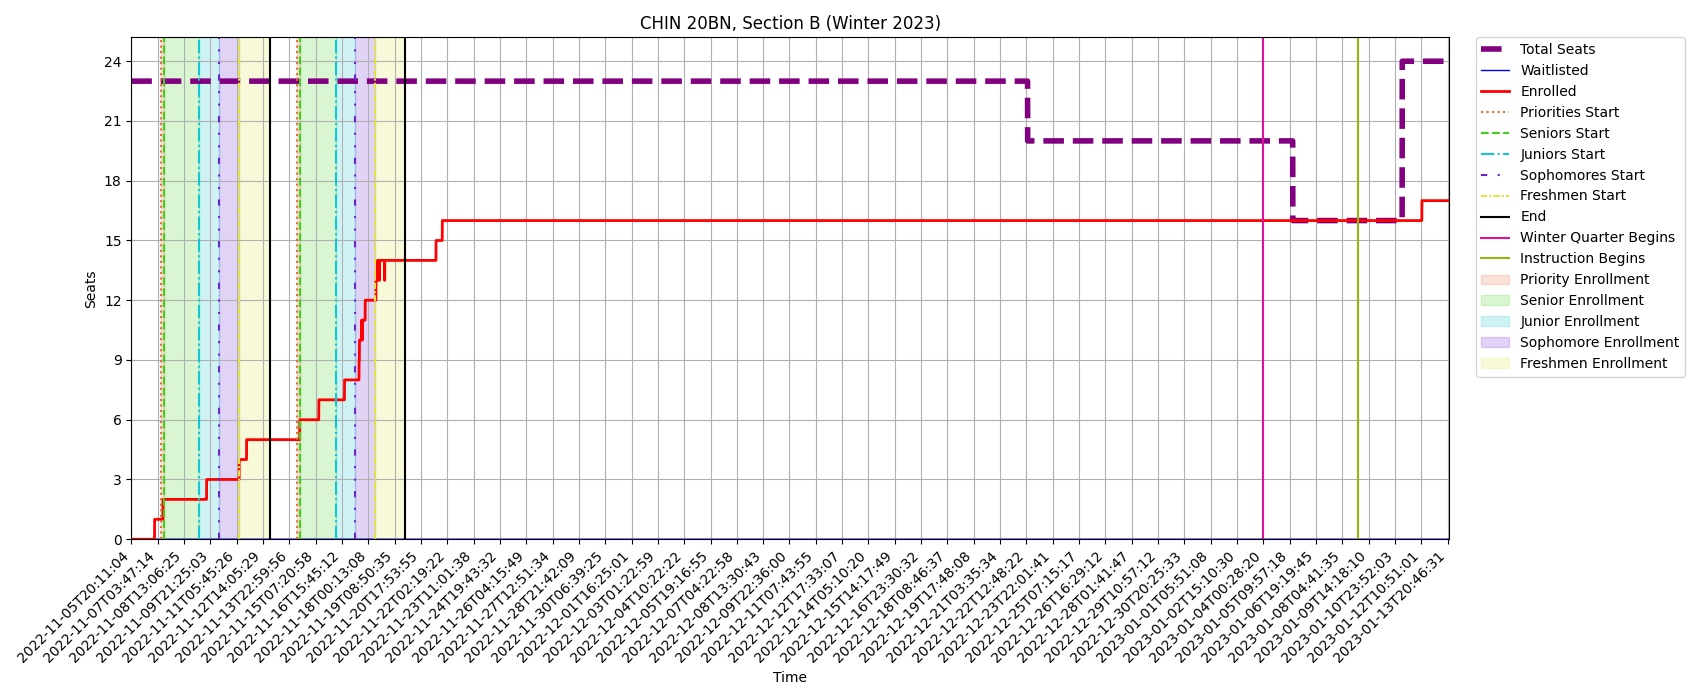 CHIN 20BN, Section B (Winter 2023)
24
21
18
15
12
9
6
3
0
Seats
2022-11-05T20:11:04
2022-11-07T03:47:14
2022-11-08T13:06:25
2022-11-09T21:25:03
2022-11-11T05:45:26
2022-11-12T14:05:29
2022-11-13T22:59:56
2022-11-15T07:20:58
2022-11-16T15:45:12
2022-11-18T00:13:08
2022-11-19T08:50:35
2022-11-20T17:53:55
2022-11-22T02:19:22
2022-11-23T11:01:38
2022-11-24T19:43:32
2022-11-26T04:15:49
2022-11-27T12:51:34
2022-11-28T21:42:09
2022-11-30T06:39:25
2022-12-01T16:25:01
2022-12-03T01:22:59
2022-12-04T10:22:22
2022-12-05T19:16:55
2022-12-07T04:22:58
2022-12-08T13:30:43
2022-12-09T22:36:00
2022-12-11T07:43:55
2022-12-12T17:33:07
2022-12-14T05:10:20
2022-12-15T14:17:49
2022-12-16T23:30:32
2022-12-18T08:46:37
2022-12-19T17:48:08
2022-12-21T03:35:34
2022-12-22T12:48:22
2022-12-23T22:01:41
2022-12-25T07:15:17
2022-12-26T16:29:12
2022-12-28T01:41:47
2022-12-29T10:57:12
2022-12-30T20:25:33
2023-01-01T05:51:08
2023-01-02T15:10:30
2023-01-04T00:28:20
2023-01-05T09:57:18
2023-01-06T19:19:45
2023-01-08T04:41:35
2023-01-09T14:18:10
2023-01-10T23:52:03
2023-01-12T10:51:01
2023-01-13T20:46:31
Time
Total Seats
Waitlisted
Enrolled
Priorities Start
Seniors Start
Juniors Start
Sophomores Start
Freshmen Start
End
Winter Quarter Begins
Instruction Begins
Priority Enrollment
Senior Enrollment
Junior Enrollment
Sophomore Enrollment
Freshmen Enrollment